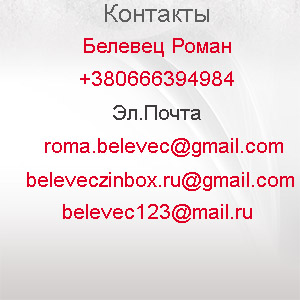 Контакты
Белевец Роман
+380666394984
Эл.Почта
roma.belevec@gmail.com
beleveczinbox.ru@gmail.com
belevec123@mail.ru